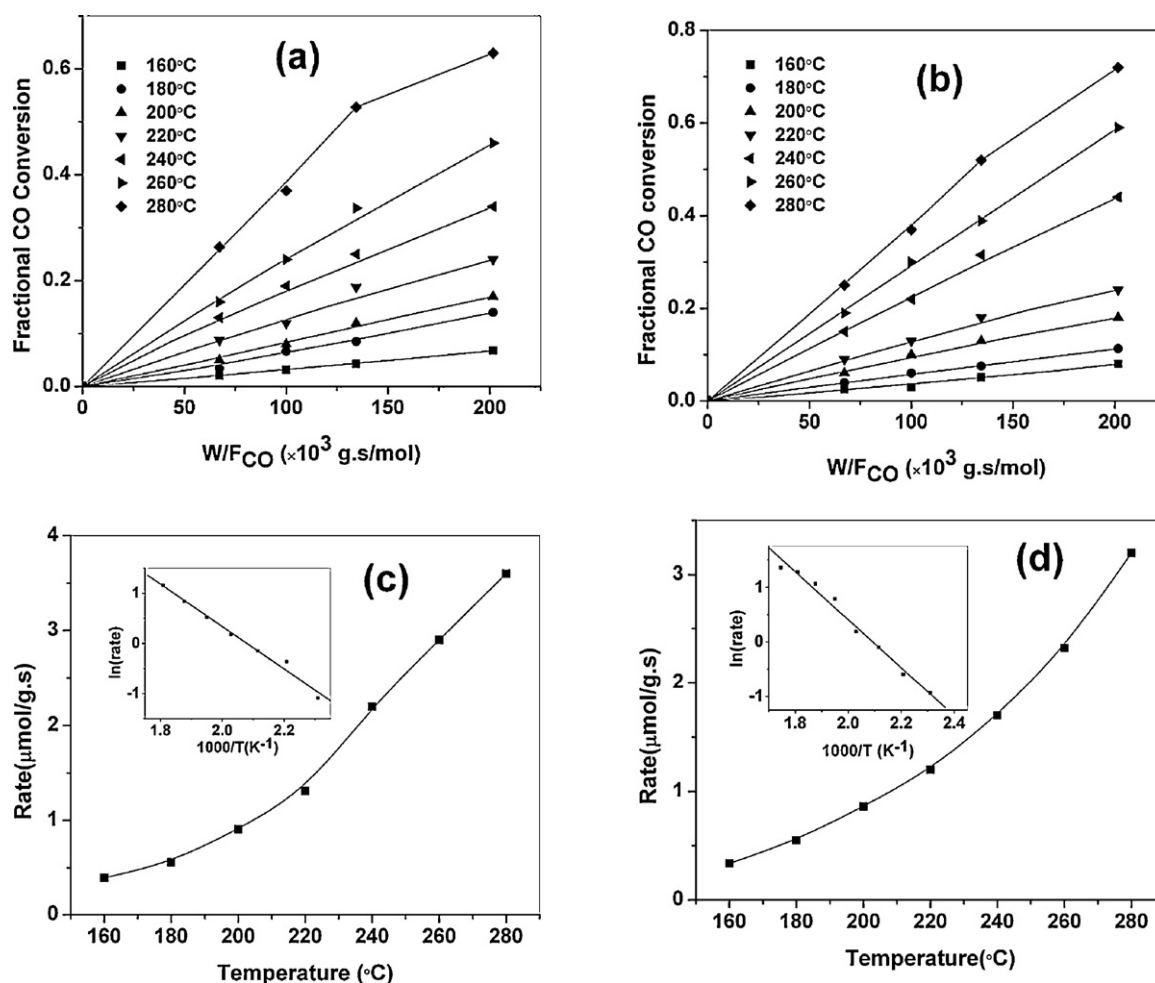 (a)
160°C
180°C
200°C
220°C
240°C
260°C
280°C
Fractional CO Conversion
0.6
0.4
0.2
0.0
0 50 100 150 200
W/FCO (×10³ g.s/mol)
(b)
160°C
180°C
200°C
220°C
240°C
260°C
280°C
Fractional CO conversion
0.8
0.6
0.4
0.2
0.0
0 50 100 150 200
W/FCO (×10³ g.s/mol)
(c)
Rate(μmol/g.s)
4
3
2
1
0
ln(rate)
1
0
-1
1.8 2.0 2.2
1000/T(K-1)
160 180 200 220 240 260 280
Temperature (°C)
(d)
Rate(μmol/g.s)
3
2
1
0
ln(rate)
1
0
-1
1.8 2.0 2.2 2.4
1000/T (K-1)
160 180 200 220 240 260 280
Temperature(°C)